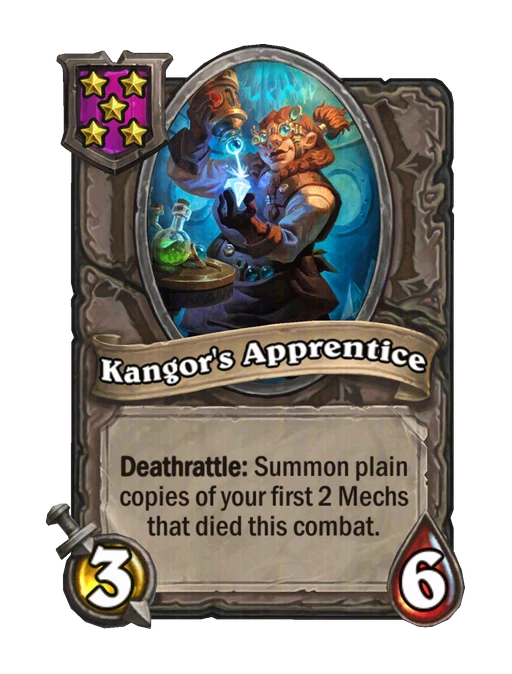 Kangor's Apprentice
Deathrattle: Summon plain
copies of your first 2 Mechs
that died this combat.
3
6